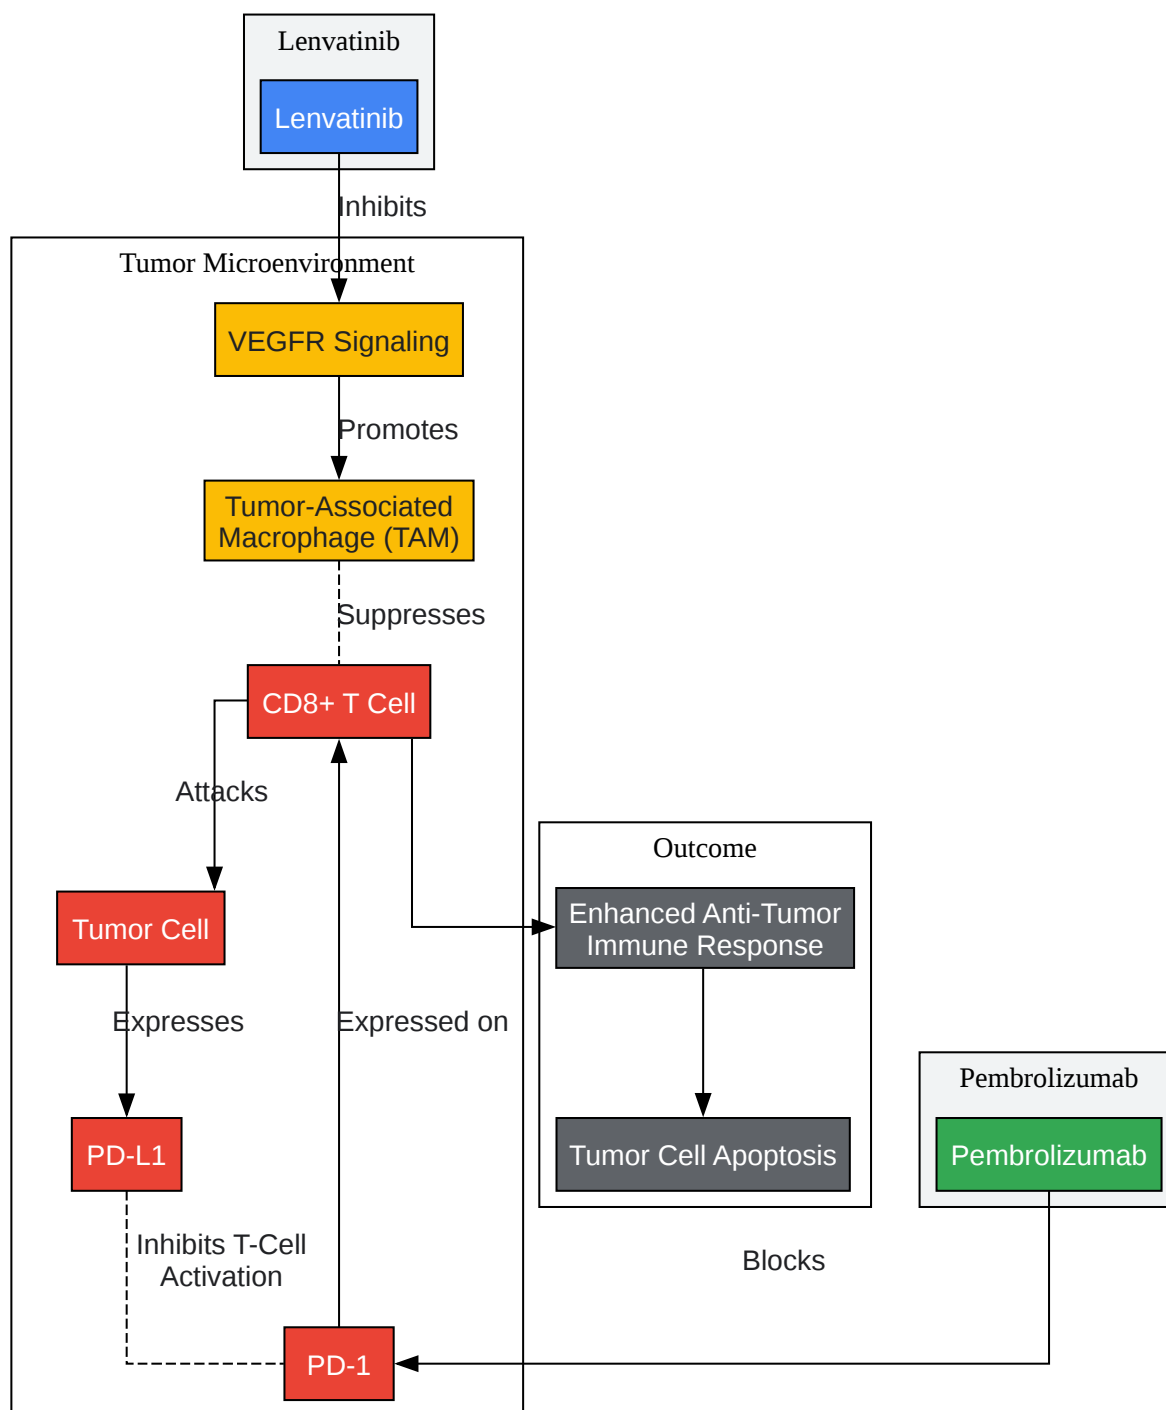 Lenvatinib
Lenvatinib
Inhibits
Tumor Microenvironment
VEGFR Signaling
Promotes
Tumor-Associated
Macrophage (TAM)
Suppresses
CD8+ T Cell
Attacks
Outcome
Enhanced Anti-Tumor
Immune Response
Tumor Cell
Expresses
Expressed on
Pembrolizumab
PD-L1
Tumor Cell Apoptosis
Pembrolizumab
Inhibits T-Cell
Activation
Blocks
PD-1